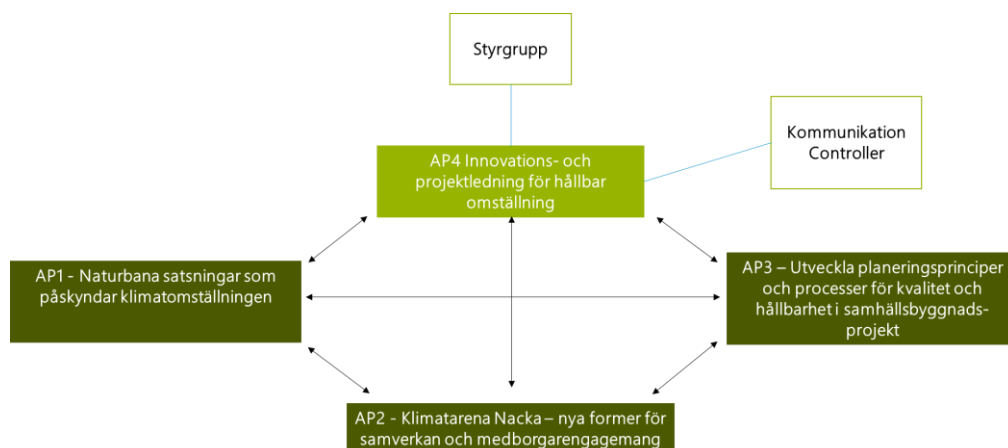 Styrgrupp
Kommunikation
Controller
AP4 Innovations- och
projektledning för hållbar
omställning
AP1 - Naturbana satsningar som
påskyndar klimatomställningen
AP3 – Utveckla planeringsprinciper
och processer för kvalitet och
hållbarhet i samhällsbyggnads-
projekt
AP2 - Klimatarena Nacka – nya former för
samverkan och medborgarengagemang